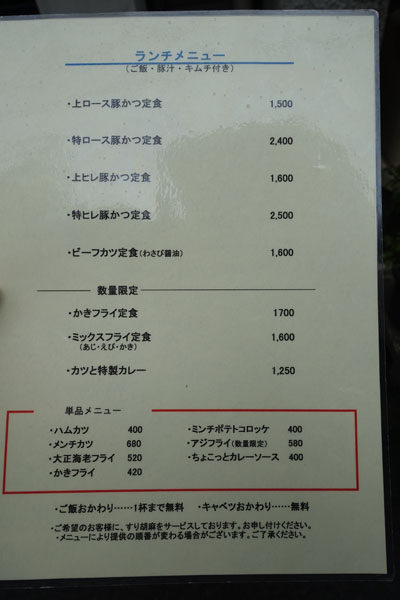 ランチメニュー
(ご飯・豚汁・キムチ付き)
・上ロース豚かつ定食 1,500
・特ロース豚かつ定食 2,400
・上ヒレ豚かつ定食 1,600
・特ヒレ豚かつ定食 2,500
・ビーフカツ定食(わさび醤油) 1,600
数量限定
・かきフライ定食 1700
・ミックスフライ定食 1,600
(あじ・えび・かき)
・カツと特製カレー 1,250
単品メニュー
・ハムカツ 400 ・ミンチポテトコロッケ 400
・メンチカツ 680 ・アジフライ(数量限定) 580
・大正海老フライ 520 ・ちょこっとカレーソース 400
・かきフライ 420
・ご飯おかわり……1杯まで無料 ・キャベツおかわり……無料
・ご希望のお客様に、すり胡麻をサービスしております。お申し付けください。
・メニューにより提供の順番が変わる場合がございます。ご了承ください。